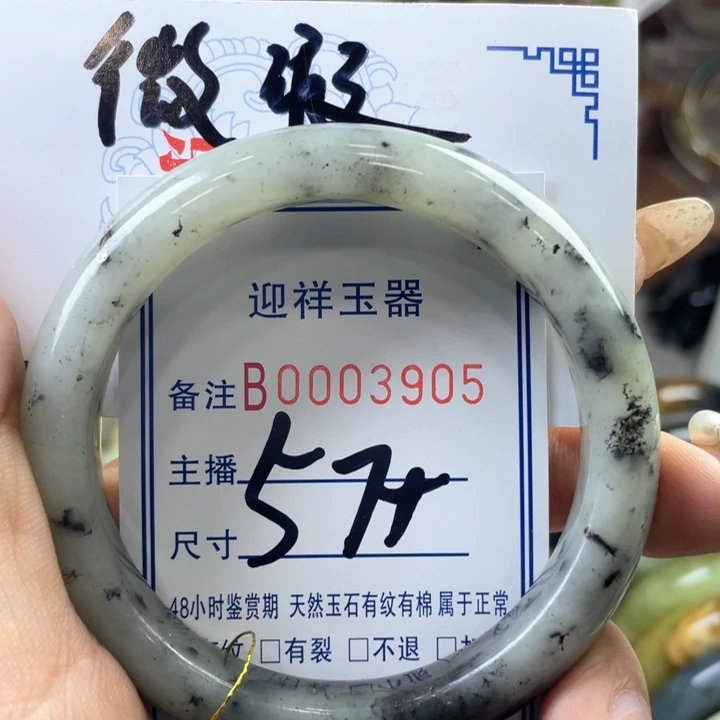 微瑕
迎祥玉器
备注B0003905
主播
尺寸 57+
48小时鉴赏期 天然玉石有纹有棉 属于正常
纹 □有裂 □不退